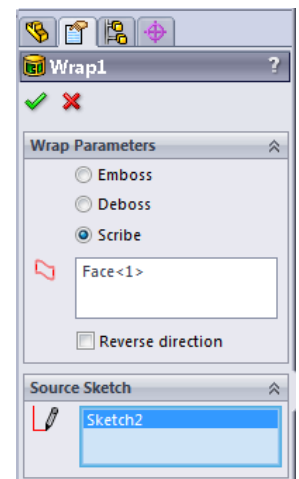 Wrap1 ?
Wrap Parameters
Emboss
Deboss
Scribe
Face<1>
Reverse direction
Source Sketch
Sketch2